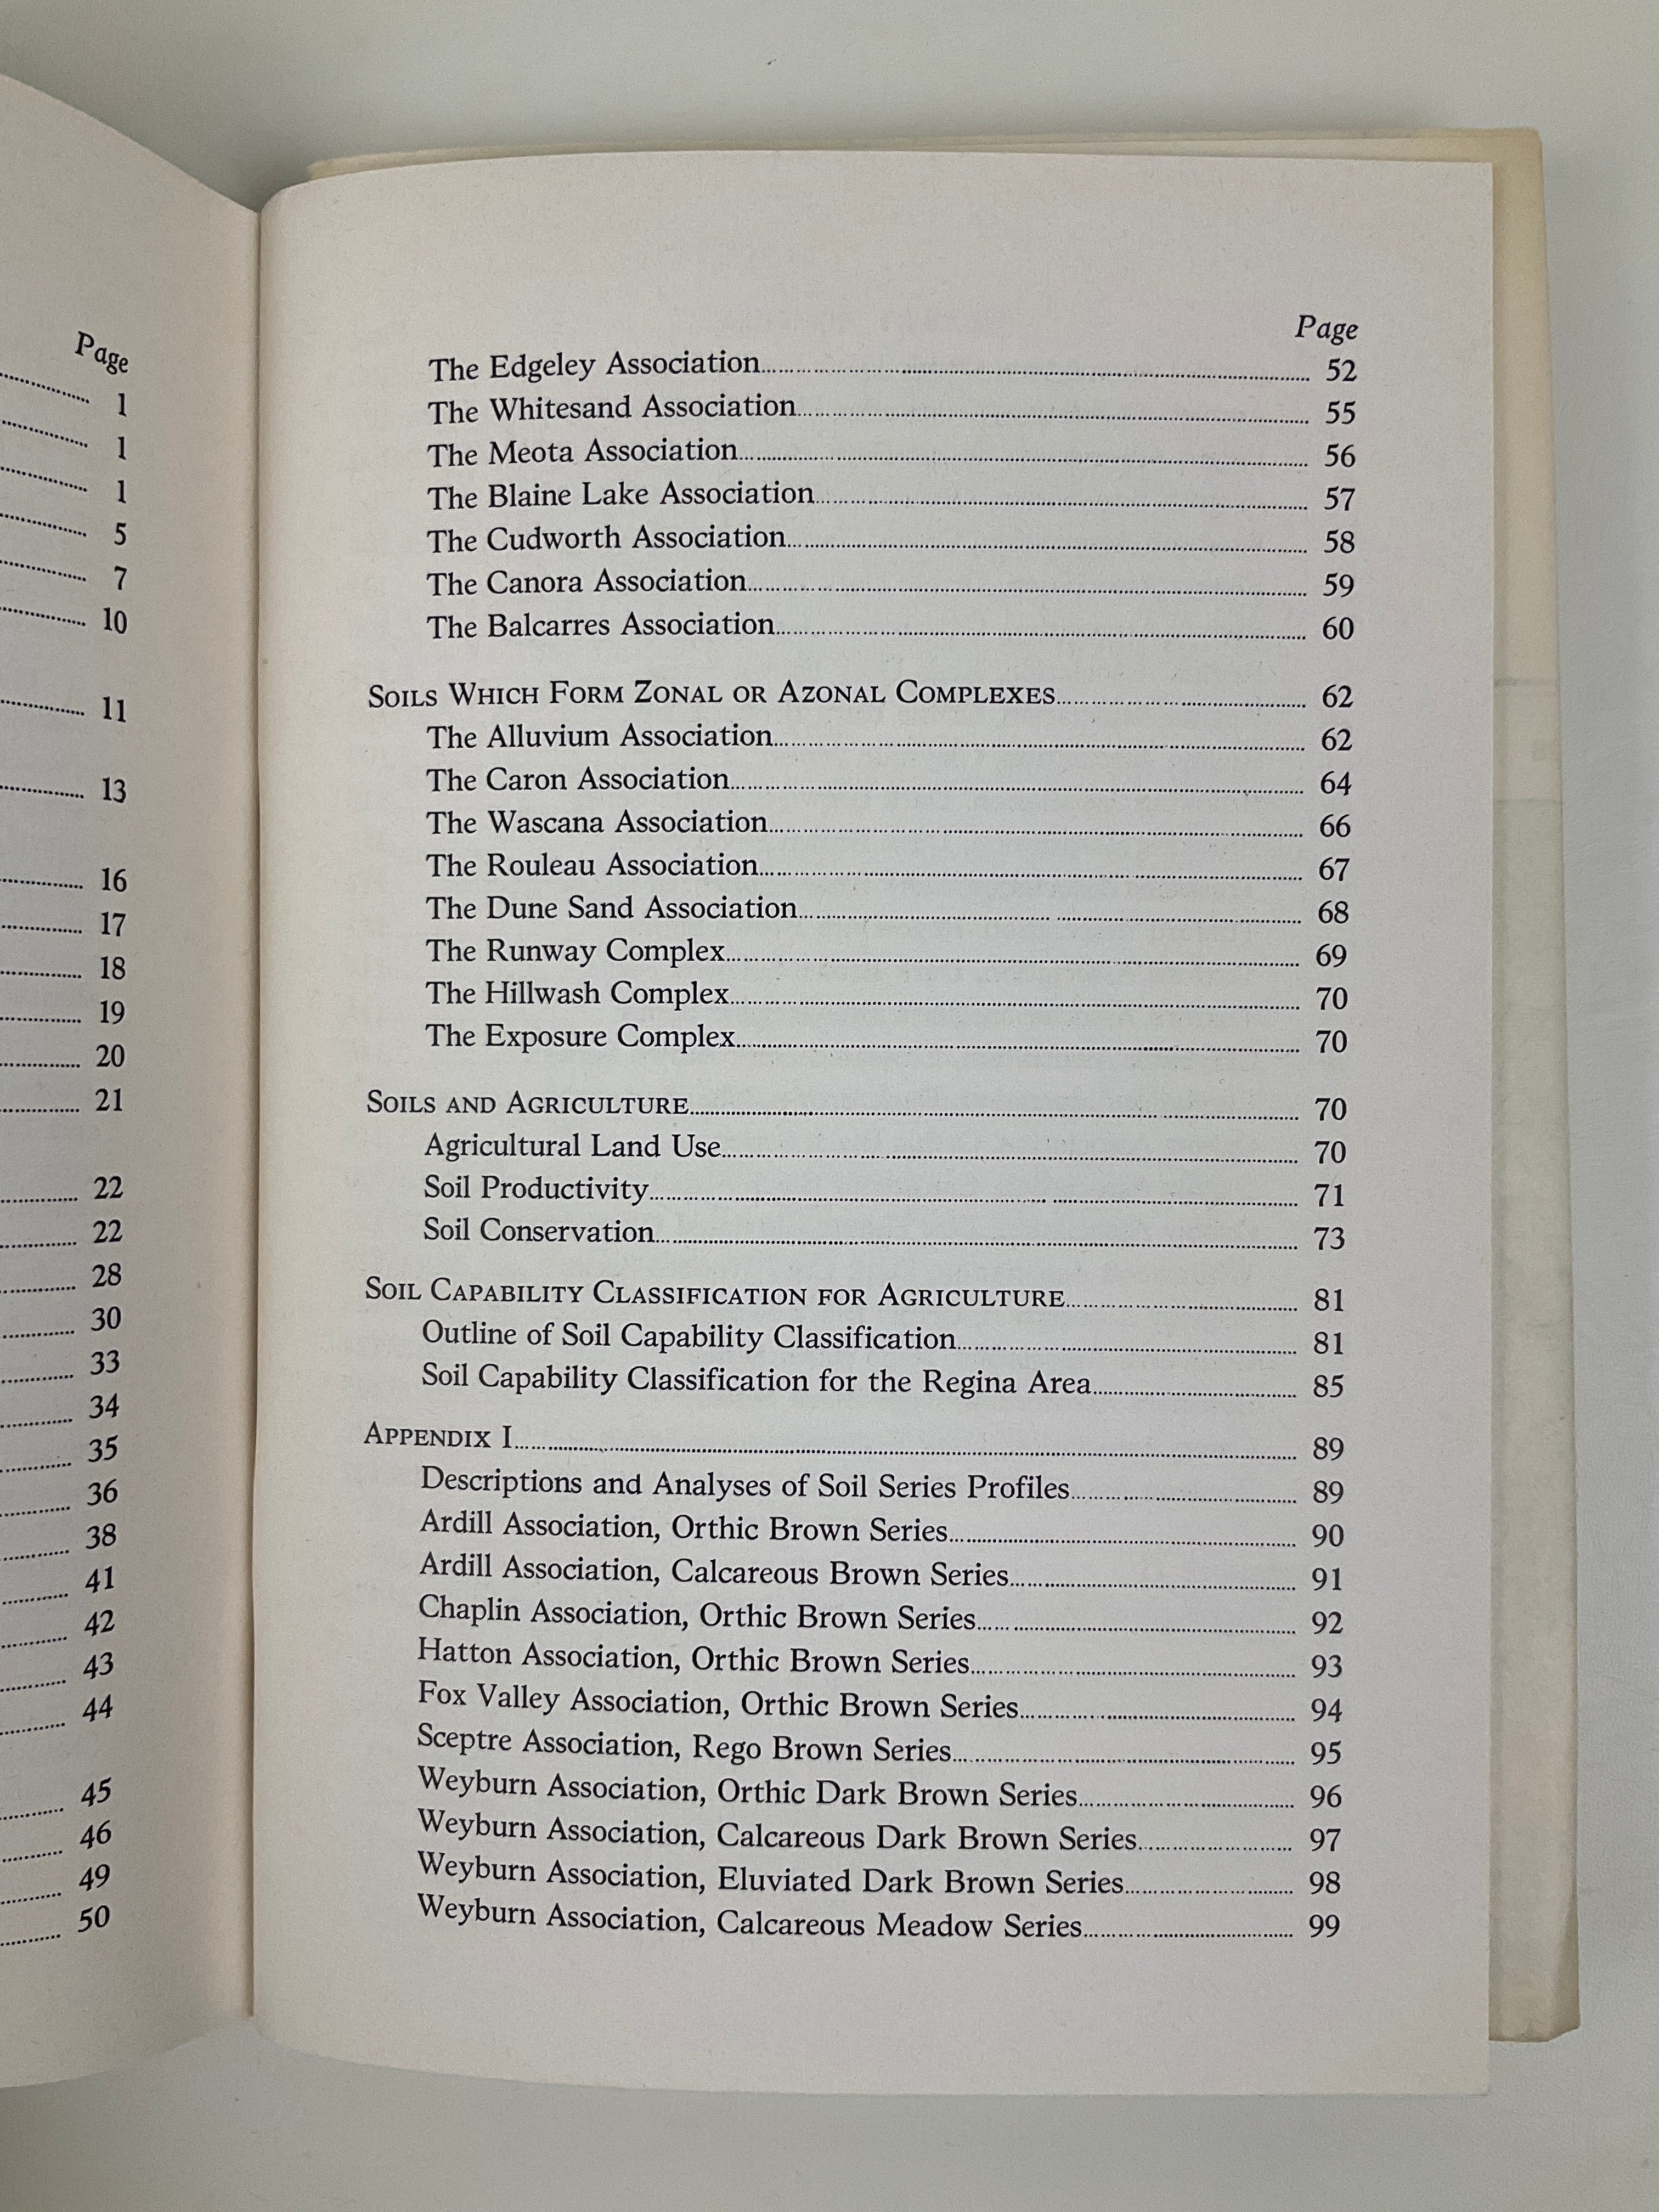 Page
1
1
1
5
7
10
11
13
16
17
18
19
20
21
22
22
28
30
33
34
35
36
38
41
42
43
44
45
46
49
50
Page
The Edgeley Association 52
The Whitesand Association 55
The Meota Association 56
The Blaine Lake Association 57
The Cudworth Association 58
The Canora Association 59
The Balcarres Association 60
SOILS WHICH FORM ZONAL OR AZONAL COMPLEXES 62
The Alluvium Association 62
The Caron Association 64
The Wascana Association 66
The Rouleau Association 67
The Dune Sand Association 68
The Runway Complex 69
The Hillwash Complex 70
The Exposure Complex 70
SOILS AND AGRICULTURE 70
Agricultural Land Use 70
Soil Productivity 71
Soil Conservation 73
SOIL CAPABILITY CLASSIFICATION FOR AGRICULTURE 81
Outline of Soil Capability Classification 81
Soil Capability Classification for the Regina Area 85
APPENDIX I 89
Descriptions and Analyses of Soil Series Profiles 89
Ardill Association, Orthic Brown Series 90
Ardill Association, Calcareous Brown Series 91
Chaplin Association, Orthic Brown Series 92
Hatton Association, Orthic Brown Series 93
Fox Valley Association, Orthic Brown Series 94
Sceptre Association, Rego Brown Series 95
Weyburn Association, Orthic Dark Brown Series 96
Weyburn Association, Calcareous Dark Brown Series 97
Weyburn Association, Eluviated Dark Brown Series 98
Weyburn Association, Calcareous Meadow Series 99